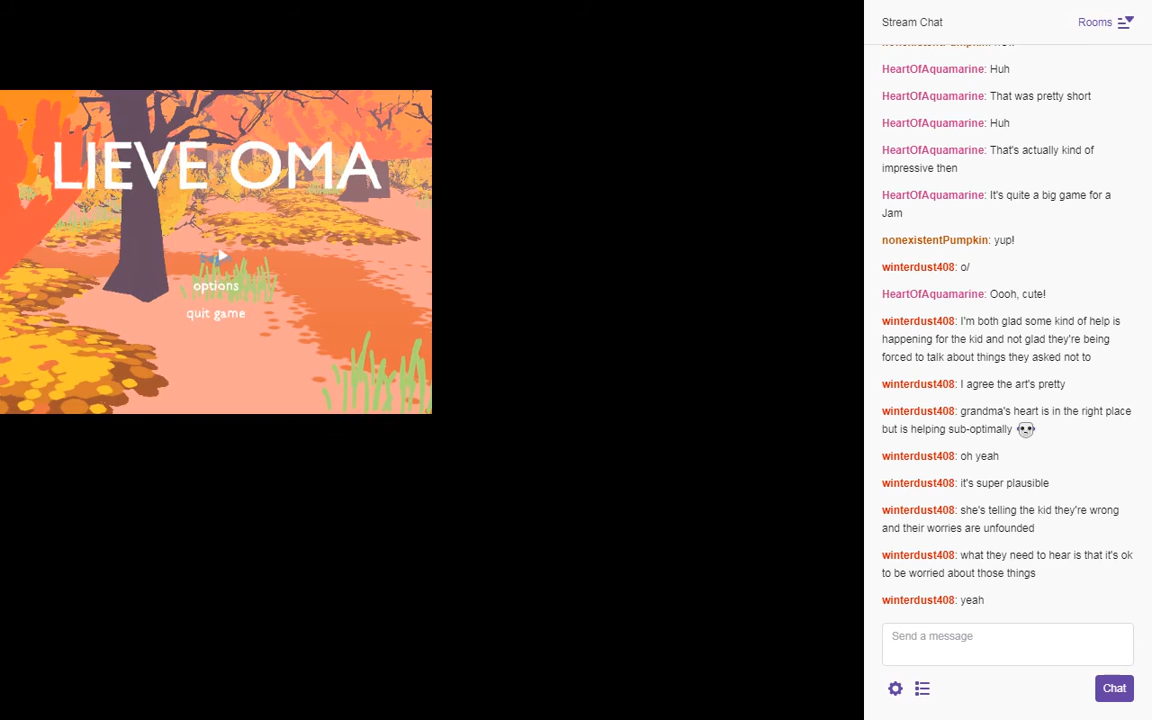 LIEVE OMA
options
quit game
Stream Chat
Rooms
HeartOfAquamarine: Huh
HeartOfAquamarine: That was pretty short
HeartOfAquamarine: Huh
HeartOfAquamarine: That's actually kind of
impressive then
HeartOfAquamarine: It's quite a big game for a
Jam
nonexistentPumpkin: yup!
winterdust408: o/
HeartOfAquamarine: Oooh, cute!
winterdust408: I'm both glad some kind of help is
happening for the kid and not glad they're being
forced to talk about things they asked not to
winterdust408: I agree the art's pretty
winterdust408: grandma's heart is in the right place
but is helping sub-optimally
winterdust408: oh yeah
winterdust408: it's super plausible
winterdust408: she's telling the kid they're wrong
and their worries are unfounded
winterdust408: what they need to hear is that it's ok
to be worried about those things
winterdust408: yeah
Send a message
Chat